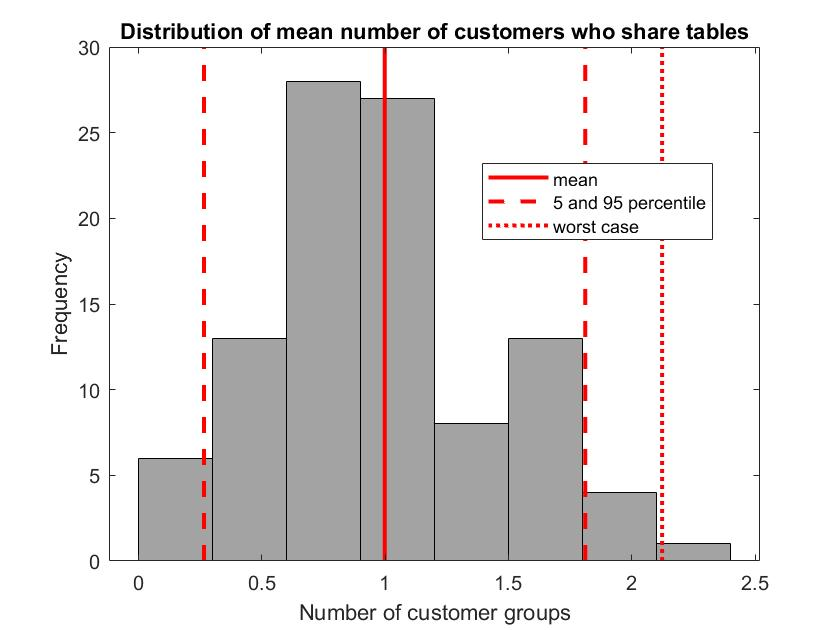 Distribution of mean number of customers who share tables
30
25
20
15
10
5
0
Frequency
mean
5 and 95 percentile
worst case
0
0.5
1
1.5
2
2.5
Number of customer groups